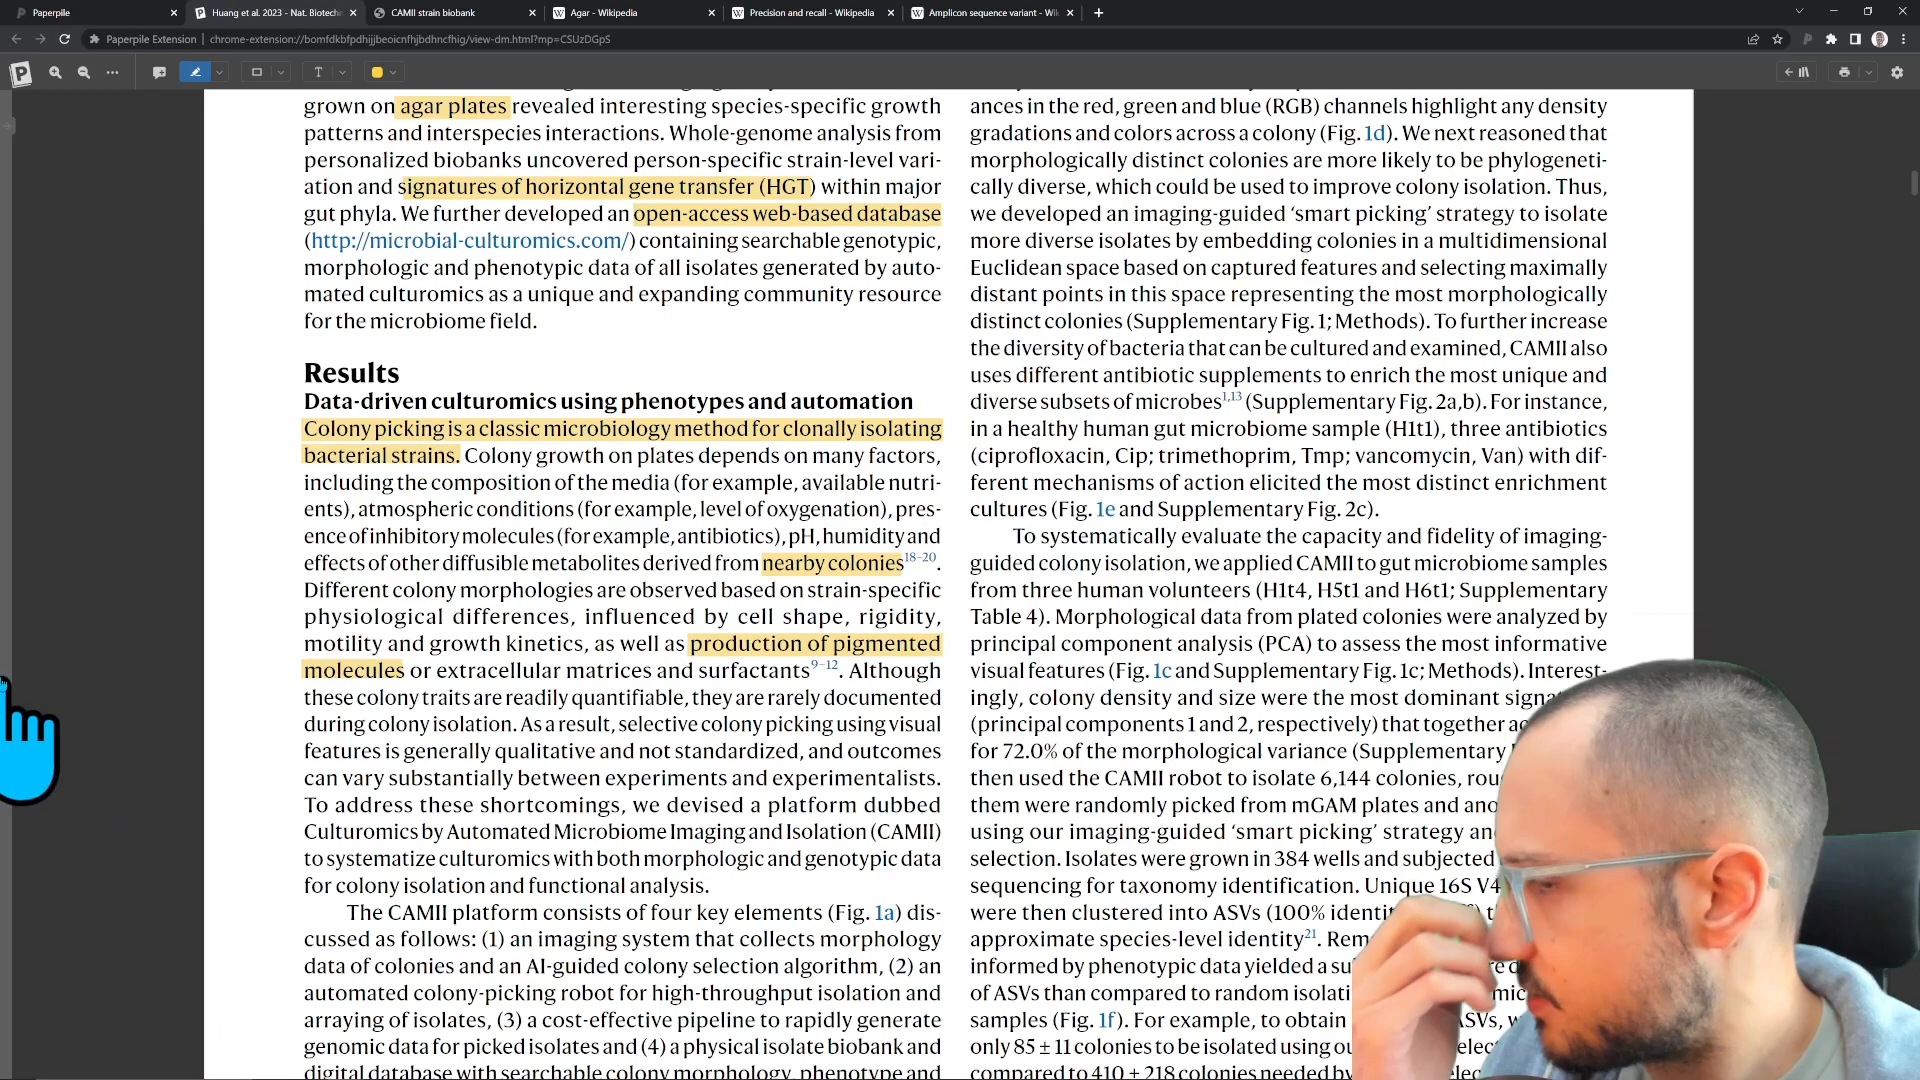 Paperpile
Huang et al. 2023 - Nat. Biotechn
CAMII strain biobank
Agar - Wikipedia
Precision and recall - Wikipedia
Amplicon sequence variant - Wik
Paperpile Extension
chrome-extension://bomfdkbfpdhijjbeoicnfhjbdhncfhig/view-dm.html?mp=CSUzDGpS
grown on agar plates revealed interesting species-specific growth
patterns and interspecies interactions. Whole-genome analysis from
personalized biobanks uncovered person-specific strain-level vari-
ation and signatures of horizontal gene transfer (HGT) within major
gut phyla. We further developed an open-access web-based database
(http://microbial-culturomics.com/) containing searchable genotypic,
morphologic and phenotypic data of all isolates generated by auto-
mated culturomics as a unique and expanding community resource
for the microbiome field.
Results
Data-driven culturomics using phenotypes and automation
Colony picking is a classic microbiology method for clonally isolating
bacterial strains. Colony growth on plates depends on many factors,
including the composition of the media (for example, available nutri-
ents), atmospheric conditions (for example, level of oxygenation), pres-
ence of inhibitory molecules (for example, antibiotics), pH, humidity and
effects of other diffusible metabolites derived from nearby colonies18–20.
Different colony morphologies are observed based on strain-specific
physiological differences, influenced by cell shape, rigidity,
motility and growth kinetics, as well as production of pigmented
molecules or extracellular matrices and surfactants9–12. Although
these colony traits are readily quantifiable, they are rarely documented
during colony isolation. As a result, selective colony picking using visual
features is generally qualitative and not standardized, and outcomes
can vary substantially between experiments and experimentalists.
To address these shortcomings, we devised a platform dubbed
Culturomics by Automated Microbiome Imaging and Isolation (CAMII)
to systematize culturomics with both morphologic and genotypic data
for colony isolation and functional analysis.
The CAMII platform consists of four key elements (Fig. 1a) dis-
cussed as follows: (1) an imaging system that collects morphology
data of colonies and an AI-guided colony selection algorithm, (2) an
automated colony-picking robot for high-throughput isolation and
arraying of isolates, (3) a cost-effective pipeline to rapidly generate
genomic data for picked isolates and (4) a physical isolate biobank and
digital database with searchable colony morphology, phenotype and
ances in the red, green and blue (RGB) channels highlight any density
gradations and colors across a colony (Fig. 1d). We next reasoned that
morphologically distinct colonies are more likely to be phylogeneti-
cally diverse, which could be used to improve colony isolation. Thus,
we developed an imaging-guided ‘smart picking’ strategy to isolate
more diverse isolates by embedding colonies in a multidimensional
Euclidean space based on captured features and selecting maximally
distant points in this space representing the most morphologically
distinct colonies (Supplementary Fig. 1; Methods). To further increase
the diversity of bacteria that can be cultured and examined, CAMII also
uses different antibiotic supplements to enrich the most unique and
diverse subsets of microbes1,13 (Supplementary Fig. 2a,b). For instance,
in a healthy human gut microbiome sample (H1t1), three antibiotics
(ciprofloxacin, Cip; trimethoprim, Tmp; vancomycin, Van) with dif-
ferent mechanisms of action elicited the most distinct enrichment
cultures (Fig. 1e and Supplementary Fig. 2c).
To systematically evaluate the capacity and fidelity of imaging-
guided colony isolation, we applied CAMII to gut microbiome samples
from three human volunteers (H1t4, H5t1 and H6t1; Supplementary
Table 4). Morphological data from plated colonies were analyzed by
principal component analysis (PCA) to assess the most informative
visual features (Fig. 1c and Supplementary Fig. 1c; Methods). Interest-
ingly, colony density and size were the most dominant
(principal components 1 and 2, respectively) that together
for 72.0% of the morphological variance (Supplementary
then used the CAMII robot to isolate 6,144 colonies,
them were randomly picked from mGAM plates and
using our imaging-guided ‘smart picking’ strategy
selection. Isolates were grown in 384 wells and subjected
sequencing for taxonomy identification. Unique 16S V4
were then clustered into ASVs (100%
approximate species-level identity21.
informed by phenotypic data yielded a
of ASVs than compared to random
samples (Fig. 1f). For example, to obtain
only 85 ± 11 colonies to be isolated using
compared to 410 ± 218 colonies needed by